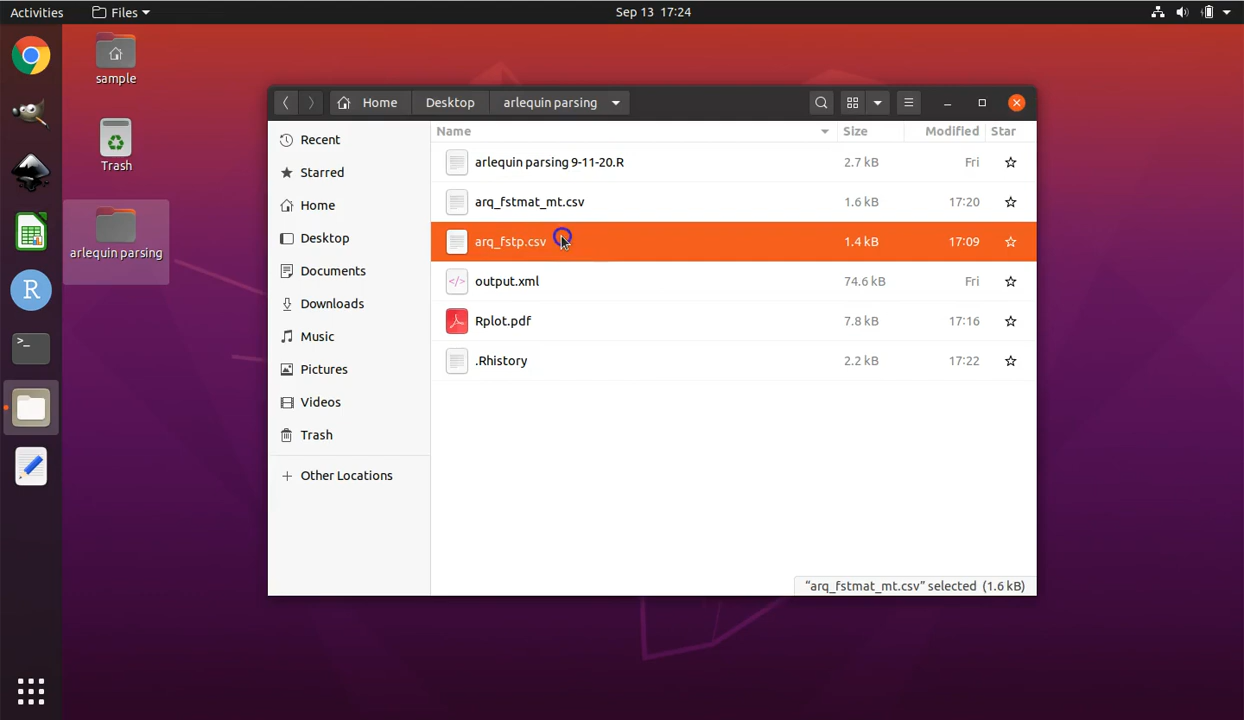 Activities Files Sep 13 17:24
sample
Trash
arlequin parsing
Home Desktop arlequin parsing
Recent
Starred
Home
Desktop
Documents
Downloads
Music
Pictures
Videos
Trash
Other Locations
Name Size Modified Star
arlequin parsing 9-11-20.R 2.7 kB Fri
arq_fstmat_mt.csv 1.6 kB 17:20
arq_fstp.csv 1.4 kB 17:09
output.xml 74.6 kB Fri
Rplot.pdf 7.8 kB 17:16
.Rhistory 2.2 kB 17:22
“arq_fstmat_mt.csv” selected (1.6 kB)
R
>_
</>